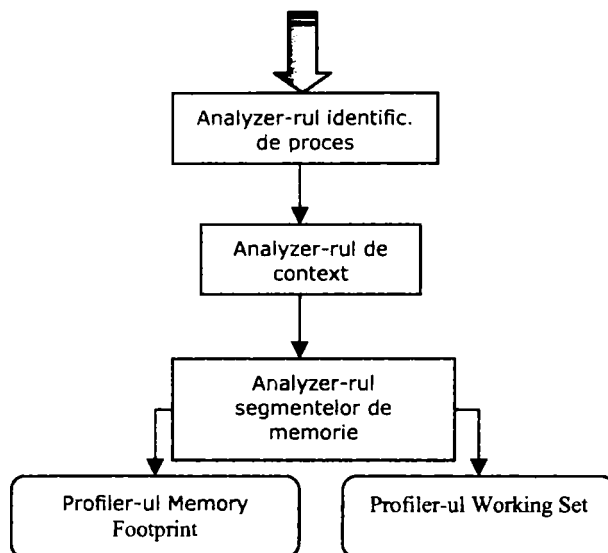 Analyzer-rul identific.
de proces
Analyzer-rul de
context
Analyzer-rul
segmentelor de
memorie
Profiler-ul Memory
Footprint
Profiler-ul Working Set